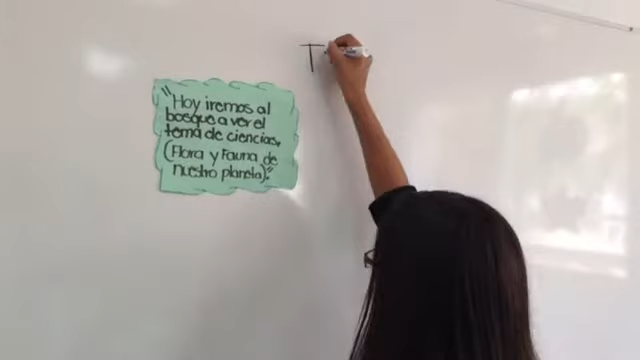 T
"Hoy iremos al
bosque a ver el
tema de ciencias,
(Flora y Fauna de
nuestro planeta)."